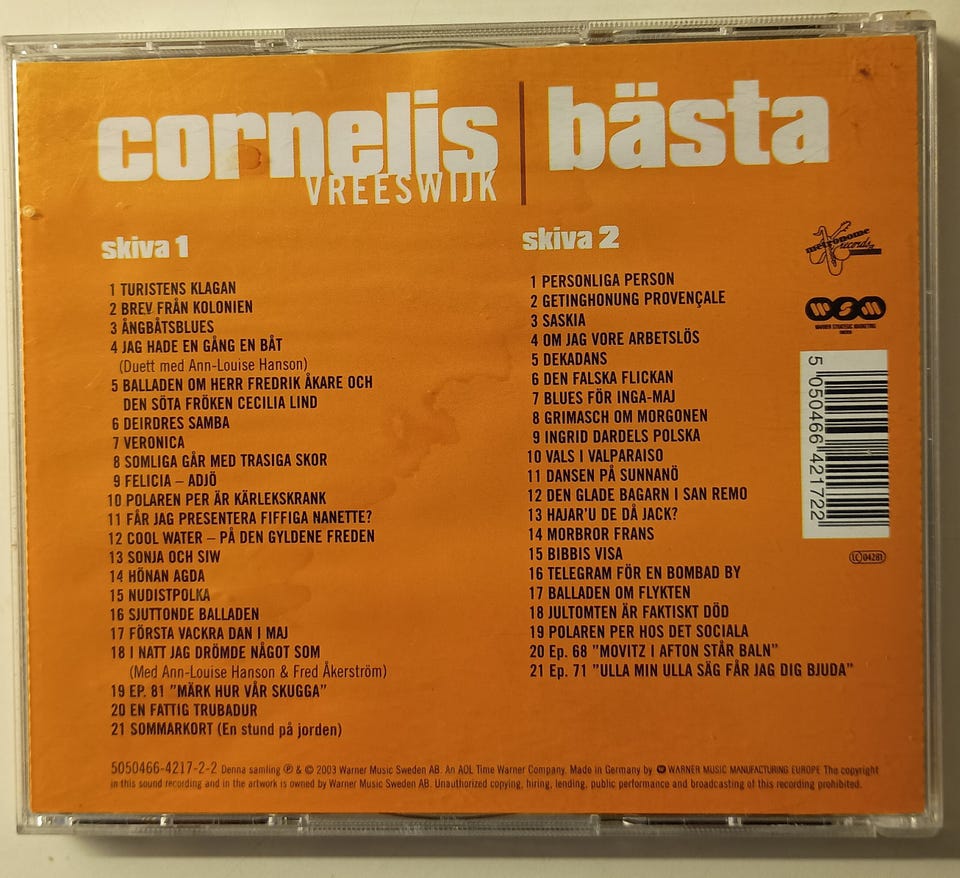 cornelis
VREESWIJK
bästa
skiva 1
1 TURISTENS KLAGAN
2 BREV FRÅN KOLONIEN
3 ÅNGBÅTSBLUES
4 JAG HADE EN GÅNG EN BÅT
(Duett med Ann-Louise Hanson)
5 BALLADEN OM HERR FREDRIK ÅKARE OCH
DEN SÖTA FRÖKEN CECILIA LIND
6 DEIRDRES SAMBA
7 VERONICA
8 SOMLIGA GÅR MED TRASIGA SKOR
9 FELICIA – ADJÖ
10 POLAREN PER ÄR KÄRLEKSKRANK
11 FÅR JAG PRESENTERA FIFFIGA NANETTE?
12 COOL WATER – PÅ DEN GYLDENE FREDEN
13 SONJA OCH SIW
14 HÖNAN AGDA
15 NUDISTPOLKA
16 SJUTTONDE BALLADEN
17 FÖRSTA VACKRA DAN I MAJ
18 I NATT JAG DRÖMDE NÅGOT SOM
(Med Ann-Louise Hanson & Fred Åkerström)
19 EP. 81 "MÄRK HUR VÅR SKUGGA"
20 EN FATTIG TRUBADUR
21 SOMMARKORT (En stund på jorden)
skiva 2
1 PERSONLIGA PERSON
2 GETINGHONUNG PROVENÇALE
3 SASKIA
4 OM JAG VORE ARBETSLÖS
5 DEKADANS
6 DEN FALSKA FLICKAN
7 BLUES FÖR INGA-MAJ
8 GRIMASCH OM MORGONEN
9 INGRID DARDELS POLSKA
10 VALS I VALPARAISO
11 DANSEN PÅ SUNNANÖ
12 DEN GLADE BAGARN I SAN REMO
13 HAJAR'U DE DÅ JACK?
14 MORBROR FRANS
15 BIBBIS VISA
16 TELEGRAM FÖR EN BOMBAD BY
17 BALLADEN OM FLYKTEN
18 JULTOMTEN ÄR FAKTISKT DÖD
19 POLAREN PER HOS DET SOCIALA
20 Ep. 68 "MOVITZ I AFTON STÅR BALN"
21 Ep. 71 "ULLA MIN ULLA SÄG FÅR JAG DIG BJUDA"
metronome
records
WSM
WARNER STRATEGIC MARKETING
SWEDEN
5 050466 421722
LC 04281
5050466-4217-2-2 Denna samling ℗ & © 2003 Warner Music Sweden AB. An AOL Time Warner Company. Made in Germany by WARNER MUSIC MANUFACTURING EUROPE The copyright
in this sound recording and in the artwork is owned by Warner Music Sweden AB. Unauthorized copying, hiring, lending, public performance and broadcasting of this recording prohibited.